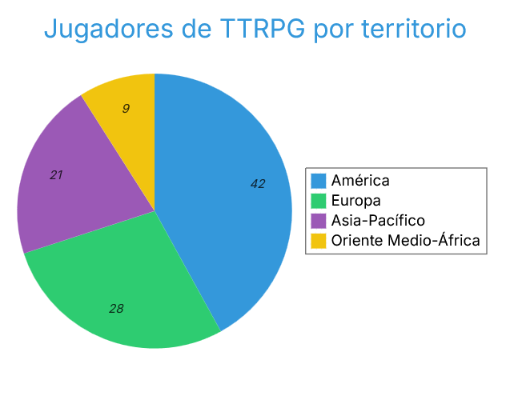 Jugadores de TTRPG por territorio
9
21
42
28
América
Europa
Asia-Pacífico
Oriente Medio-África